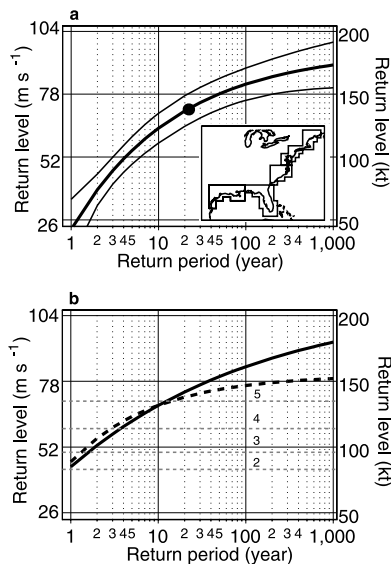 a
104
78
52
26
Return level (m s -1)
200
150
100
50
Return level (kt)
1 2 3 4 5 10 2 3 4 5 100 2 3 4 1,000
Return period (year)
b
104
78
52
26
Return level (m s -1)
200
150
100
50
Return level (kt)
5
4
3
2
1 2 3 4 5 10 2 3 4 5 100 2 3 4 1,000
Return period (year)